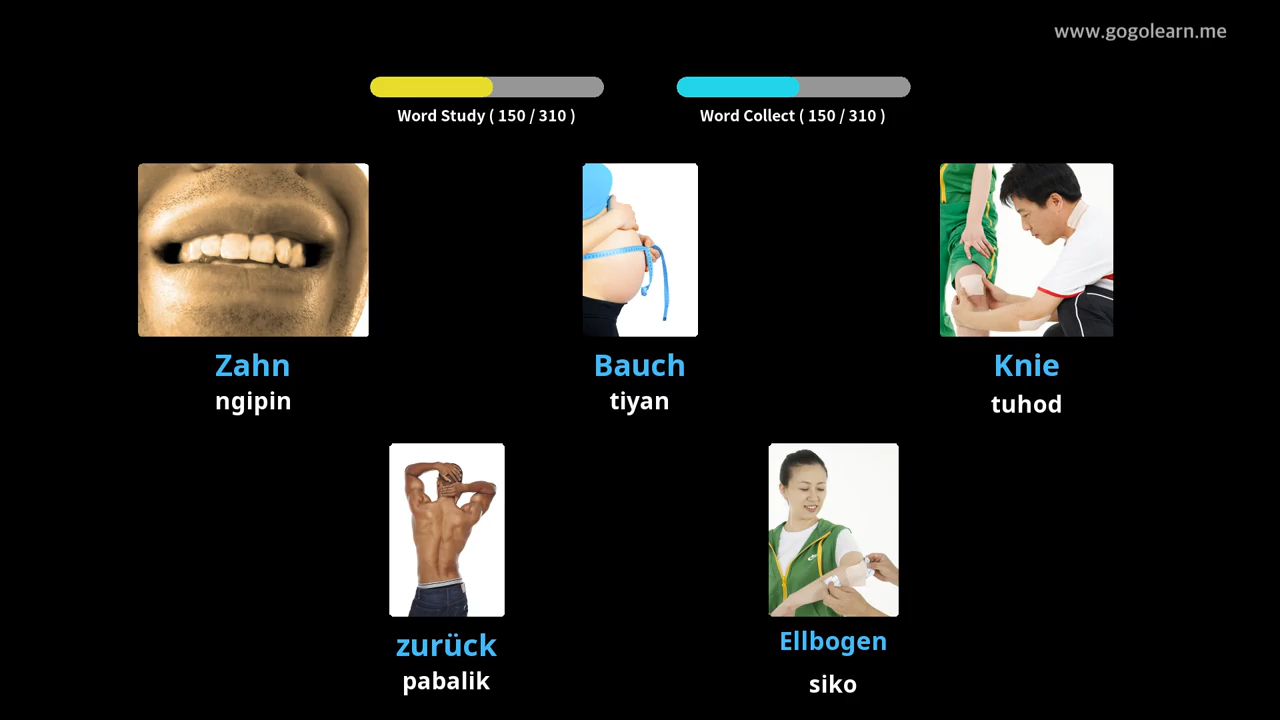 www.gogolearn.me
Word Study ( 150 / 310 )
Word Collect ( 150 / 310 )
Zahn
ngipin
Bauch
tiyan
Knie
tuhod
zurück
pabalik
Ellbogen
siko